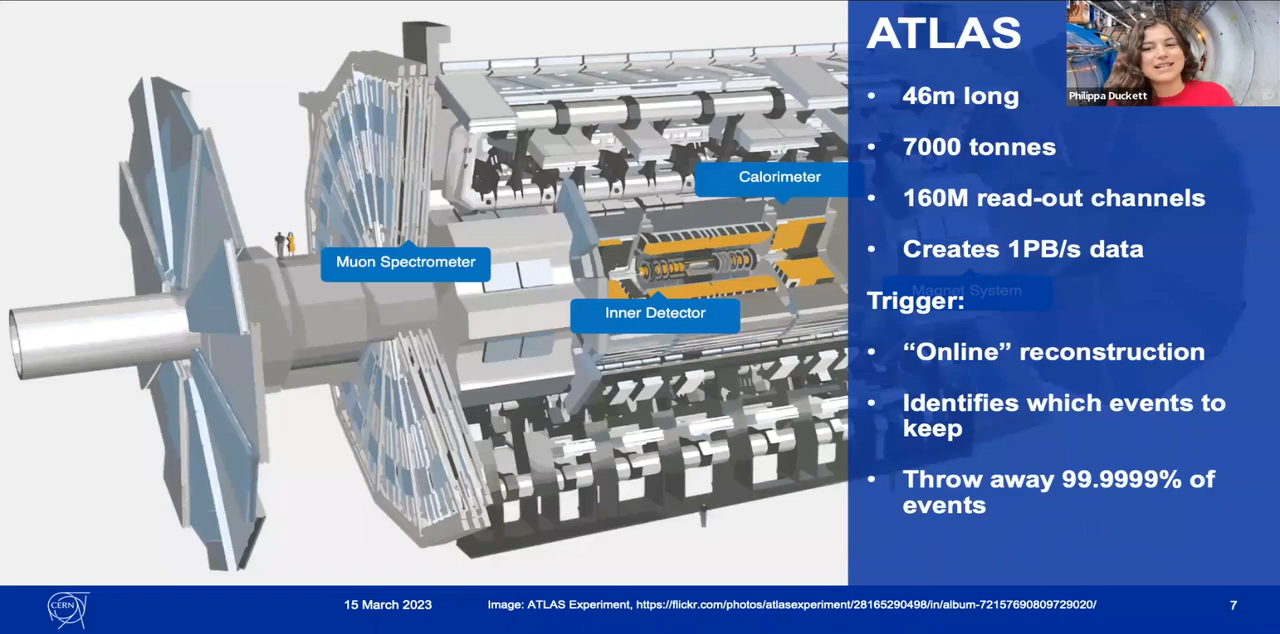 ATLAS
Philippa Duckett
• 46m long
• 7000 tonnes
• 160M read-out channels
• Creates 1PB/s data
Trigger:
• “Online” reconstruction
• Identifies which events to
keep
• Throw away 99.9999% of
events
Calorimeter
Muon Spectrometer
Magnet System
Inner Detector
CERN
15 March 2023
Image: ATLAS Experiment, https://flickr.com/photos/atlasexperiment/28165290498/in/album-72157690809729020/
7